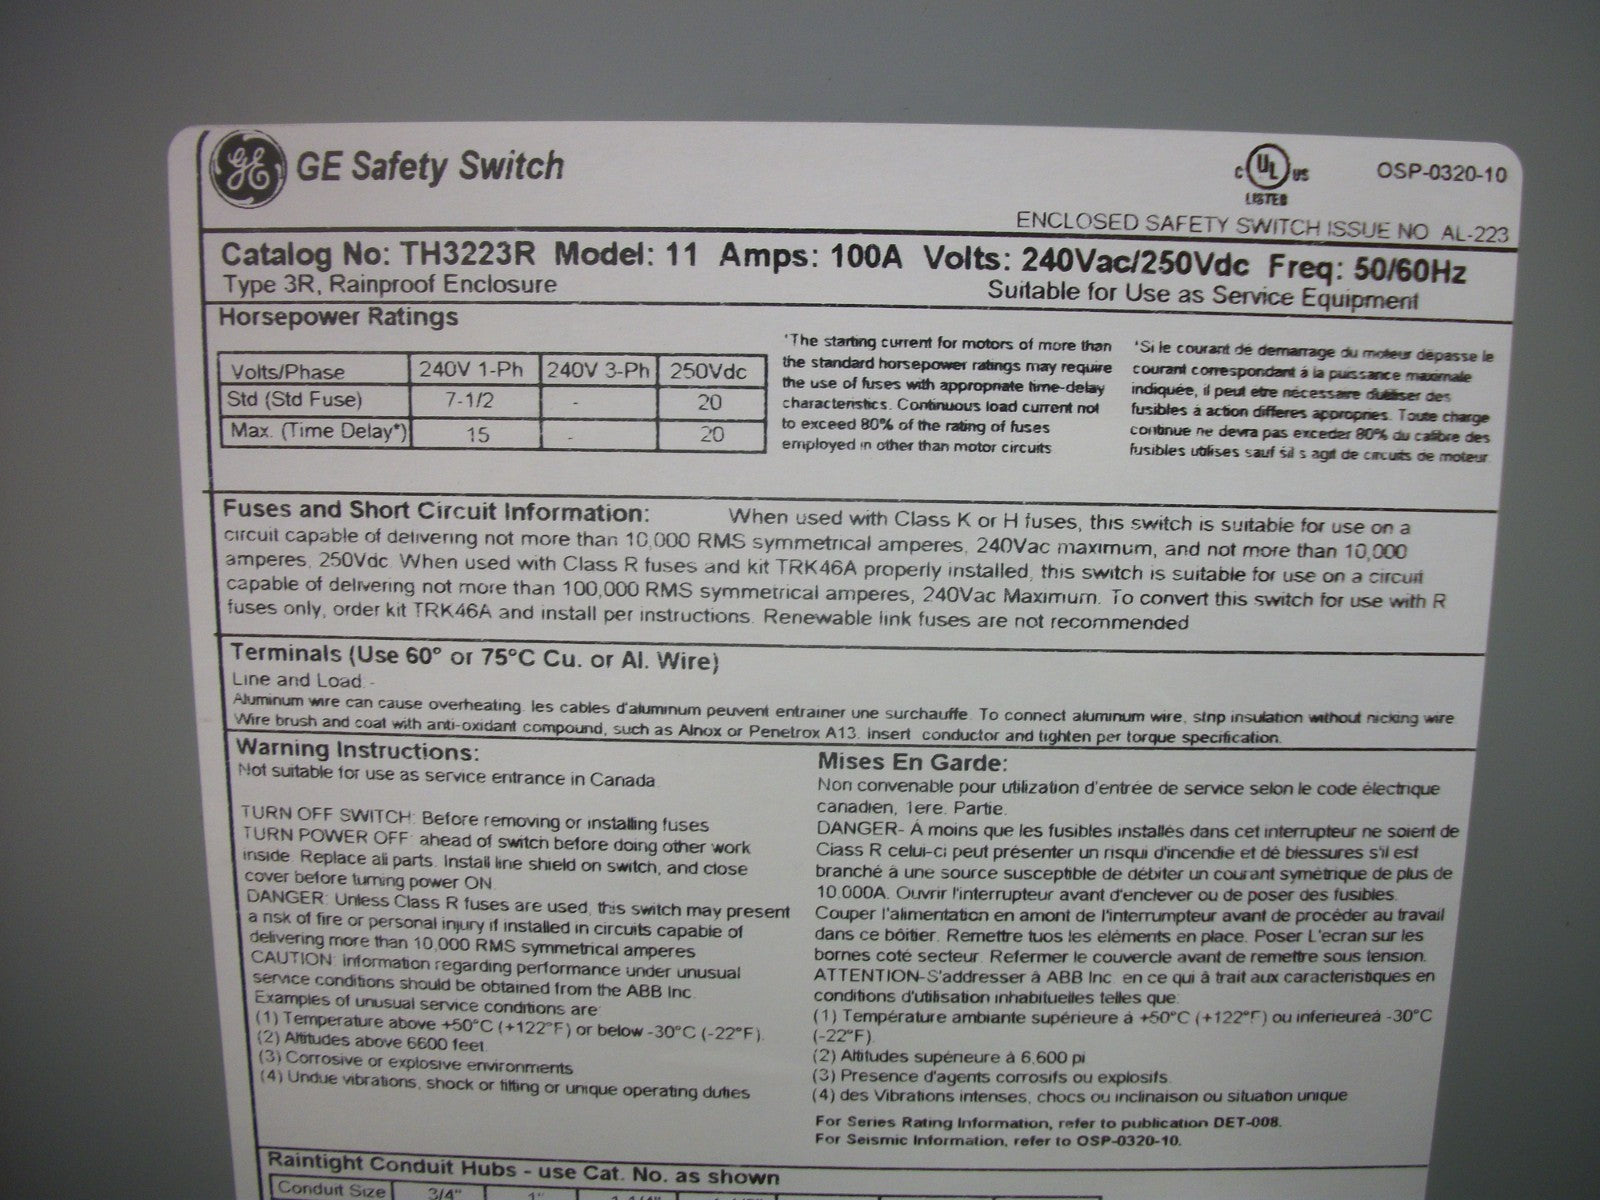 GE GE Safety Switch
C UL US LISTED
OSP-0320-10
ENCLOSED SAFETY SWITCH ISSUE NO AL-223
Catalog No: TH3223R Model: 11 Amps: 100A Volts: 240Vac/250Vdc Freq: 50/60Hz
Type 3R, Rainproof Enclosure
Suitable for Use as Service Equipment
Horsepower Ratings
Volts/Phase 240V 1-Ph 240V 3-Ph 250Vdc
Std (Std Fuse) 7-1/2 - 20
Max. (Time Delay*) 15 - 20
*The starting current for motors of more than
the standard horsepower ratings may require
the use of fuses with appropriate time-delay
characteristics. Continuous load current not
to exceed 80% of the rating of fuses
employed in other than motor circuits
*Si le courant de demarrage du moteur dépasse le
courant correspondant à la puissance maximale
indiquée, il peut etre nécessaire d'utiliser des
fusibles à action differes appropries. Toute charge
continue ne devra pas exceder 80% du calibre des
fusibles utilises sauf sil s agit de circuits de moteur.
Fuses and Short Circuit Information: When used with Class K or H fuses, this switch is suitable for use on a
circuit capable of delivering not more than 10,000 RMS symmetrical amperes, 240Vac maximum, and not more than 10,000
amperes, 250Vdc. When used with Class R fuses and kit TRK46A properly installed, this switch is suitable for use on a circuit
capable of delivering not more than 100,000 RMS symmetrical amperes, 240Vac Maximum. To convert this switch for use with R
fuses only, order kit TRK46A and install per instructions. Renewable link fuses are not recommended
Terminals (Use 60° or 75°C Cu. or Al. Wire)
Line and Load -
Aluminum wire can cause overheating. les cables d'aluminum peuvent entrainer une surchauffe. To connect aluminum wire, strip insulation without nicking wire
Wire brush and coat with anti-oxidant compound, such as Alnox or Penetrox A13. Insert conductor and tighten per torque specification.
Warning Instructions:
Not suitable for use as service entrance in Canada
TURN OFF SWITCH: Before removing or installing fuses
TURN POWER OFF: ahead of switch before doing other work
inside. Replace all parts. Install line shield on switch, and close
cover before turning power ON.
DANGER: Unless Class R fuses are used, this switch may present
a risk of fire or personal injury if installed in circuits capable of
delivering more than 10,000 RMS symmetrical amperes
CAUTION: information regarding performance under unusual
service conditions should be obtained from the ABB Inc.
Examples of unusual service conditions are:
(1) Temperature above +50°C (+122°F) or below -30°C (-22°F).
(2) Altitudes above 6600 feet.
(3) Corrosive or explosive environments
(4) Undue vibrations, shock or tilting or unique operating duties
Mises En Garde:
Non convenable pour utilization d'entrée de service selon le code électrique
canadien, 1ere. Partie.
DANGER- À moins que les fusibles installés dans cet interrupteur ne soient de
Class R celui-ci peut présenter un risqui d'incendie et dé blessures s'il est
branché à une source susceptible de débiter un courant symétrique de plus de
10.000A. Ouvrir l'interrupteur avant d'enclever ou de poser des fusibles.
Couper l'alimentation en amont de l'interrumpteur avant de procéder au travail
dans ce bôitier. Remettre tuos les eléments en place. Poser L'ecran sur les
bornes coté secteur. Refermer le couvercle avant de remettre sous tension.
ATTENTION-S'addresser à ABB Inc. en ce qui à trait aux caracteristiques en
conditions d'utilisation inhabituelles telles que:
(1) Température ambiante supérieure à +50°C (+122°F) ou inferieureá -30°C
(-22°F).
(2) Altitudes supéneure à 6,600 pi
(3) Presence d'agents corrosifs ou explosifs.
(4) des Vibrations intenses, chocs ou inclinaison ou situation unique
For Series Rating Information, refer to publication DET-008.
For Seismic Information, refer to OSP-0320-10.
Raintight Conduit Hubs - use Cat. No. as shown
Conduit Size 3/4" 1"